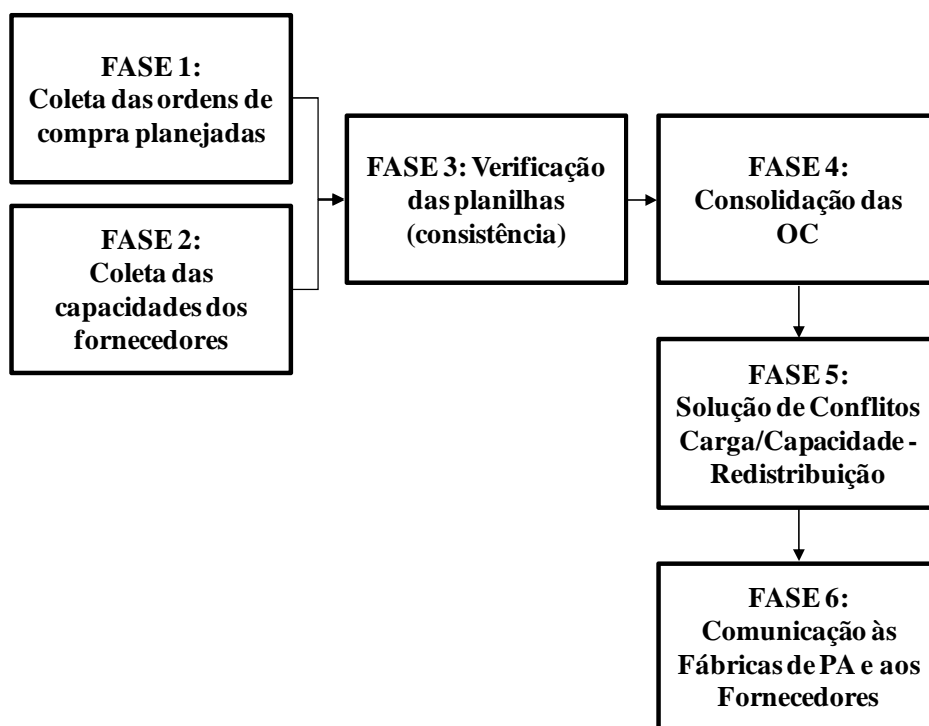 FASE 1:
Coleta das ordens de
compra planejadas
FASE 2:
Coleta das
capacidades dos
fornecedores
FASE 3: Verificação
das planilhas
(consistência)
FASE 4:
Consolidação das
OC
FASE 5:
Solução de Conflitos
Carga/Capacidade -
Redistribuição
FASE 6:
Comunicação às
Fábricas de PA e aos
Fornecedores